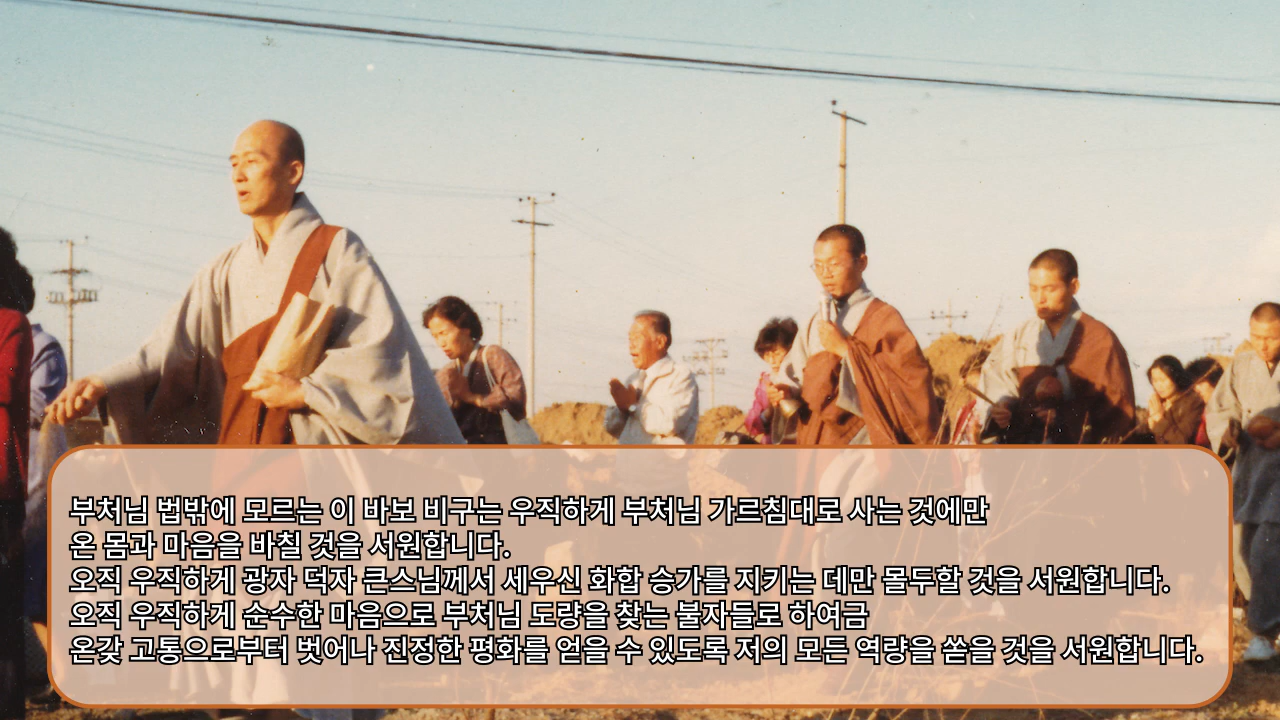 부처님 법밖에 모르는 이 바보 비구는 우직하게 부처님 가르침대로 사는 것에만
온 몸과 마음을 바칠 것을 서원합니다.
오직 우직하게 광자 덕자 큰스님께서 세우신 화합 승가를 지키는 데만 몰두할 것을 서원합니다.
오직 우직하게 순수한 마음으로 부처님 도량을 찾는 불자들로 하여금
온갖 고통으로부터 벗어나 진정한 평화를 얻을 수 있도록 저의 모든 역량을 쏟을 것을 서원합니다.